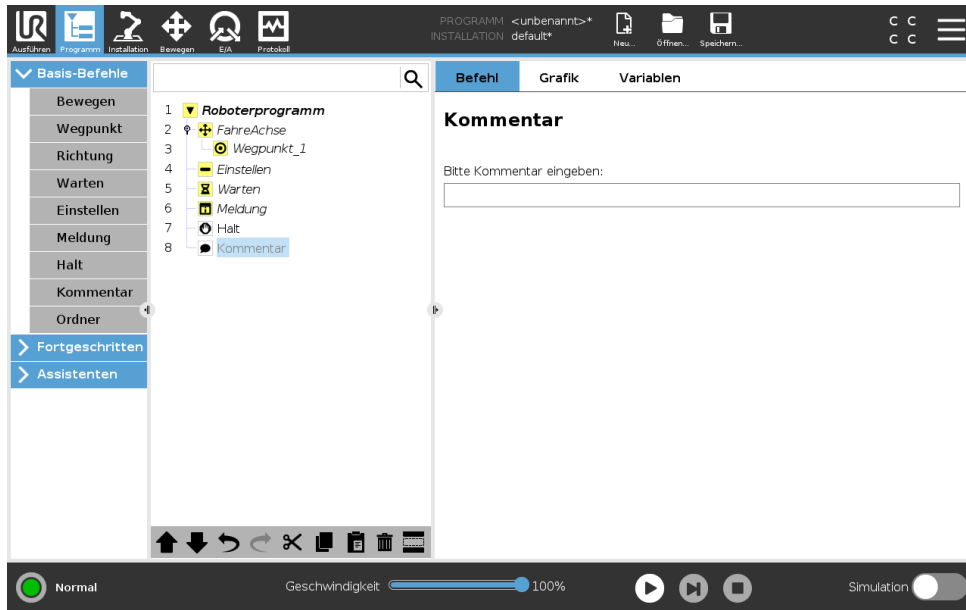 UR
Ausführen
Programm
Installation
Bewegen
E/A
Protokoll
PROGRAMM <unbenannt>*
INSTALLATION default*
Neu...
Öffnen...
Speichern...
C C
C C
Basis-Befehle
Bewegen
Wegpunkt
Richtung
Warten
Einstellen
Meldung
Halt
Kommentar
Ordner
Fortgeschritten
Assistenten
1 Roboterprogramm
2 FahreAchse
3 Wegpunkt_1
4 Einstellen
5 Warten
6 Meldung
7 Halt
8 Kommentar
Befehl Grafik Variablen
Kommentar
Bitte Kommentar eingeben:
Normal
Geschwindigkeit 100%
Simulation